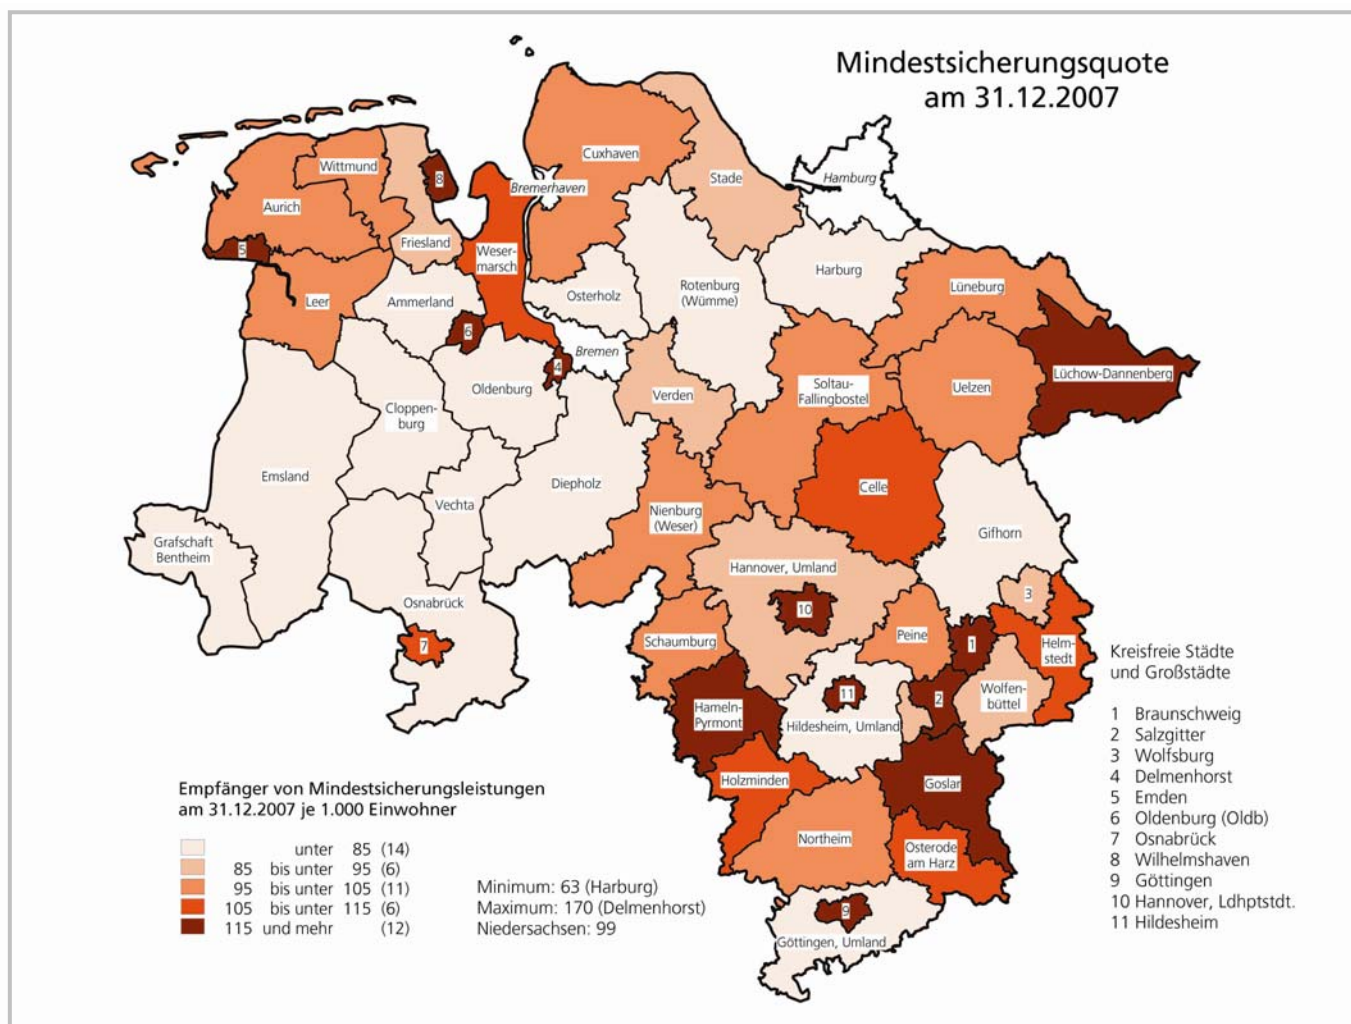 Mindestsicherungsquote
am 31.12.2007
Cuxhaven
Wittmund
Stade
Hamburg
8
Bremerhaven
Aurich
Friesland
5
Weser-
marsch
Harburg
Lüneburg
Rotenburg
(Wümme)
Osterholz
Leer
Ammerland
6
Bremen
4
Lüchow-Dannenberg
Oldenburg
Verden
Soltau-
Fallingbostel
Uelzen
Cloppen-
burg
Emsland
Diepholz
Celle
Vechta
Nienburg
(Weser)
Gifhorn
Grafschaft
Bentheim
Hannover, Umland
3
Osnabrück
10
7
Schaumburg
Peine
1
Helm-
stedt
Kreisfreie Städte
und Großstädte
11
2
Wolfen-
büttel
Hameln-
Pyrmont
Hildesheim, Umland
1 Braunschweig
2 Salzgitter
3 Wolfsburg
4 Delmenhorst
5 Emden
6 Oldenburg (Oldb)
7 Osnabrück
8 Wilhelmshaven
9 Göttingen
10 Hannover, Ldhptstdt.
11 Hildesheim
Holzminden
Goslar
Northeim
Osterode
am Harz
9
Göttingen, Umland
Empfänger von Mindestsicherungsleistungen
am 31.12.2007 je 1.000 Einwohner
unter 85 (14)
85 bis unter 95 (6)
95 bis unter 105 (11)
105 bis unter 115 (6)
115 und mehr (12)
Minimum: 63 (Harburg)
Maximum: 170 (Delmenhorst)
Niedersachsen: 99